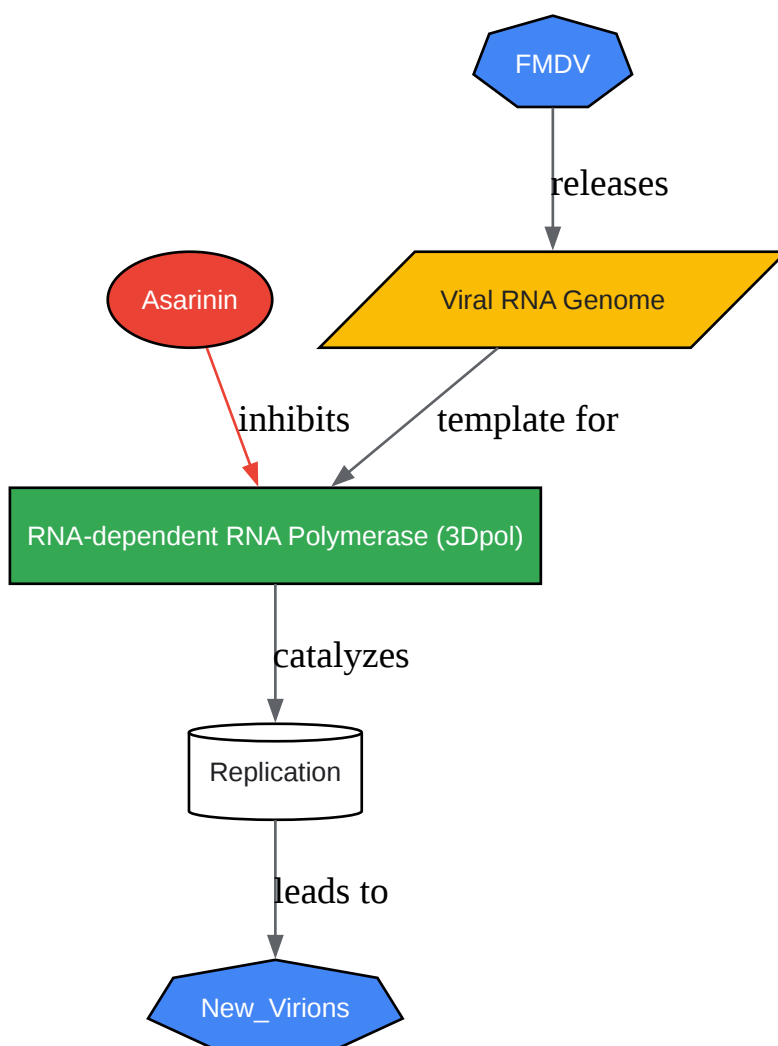 FMDV
releases
Asarinin
Viral RNA Genome
inhibits
template for
RNA-dependent RNA Polymerase (3Dpol)
catalyzes
Replication
leads to
New_Virions